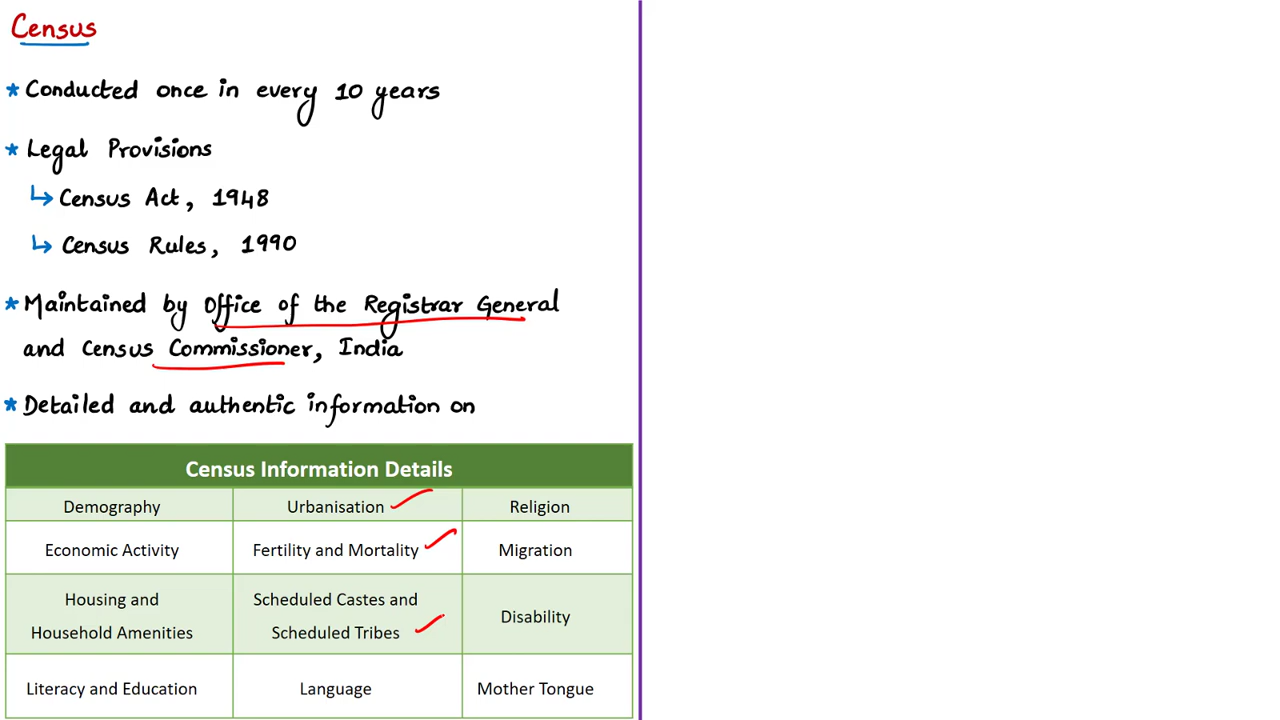 Census
* Conducted once in every 10 years
* Legal Provisions
↳ Census Act, 1948
↳ Census Rules, 1990
* Maintained by Office of the Registrar General
and Census Commissioner, India
* Detailed and authentic information on
Census Information Details
Demography Urbanisation Religion
Economic Activity Fertility and Mortality Migration
Housing and Household Amenities Scheduled Castes and Scheduled Tribes Disability
Literacy and Education Language Mother Tongue